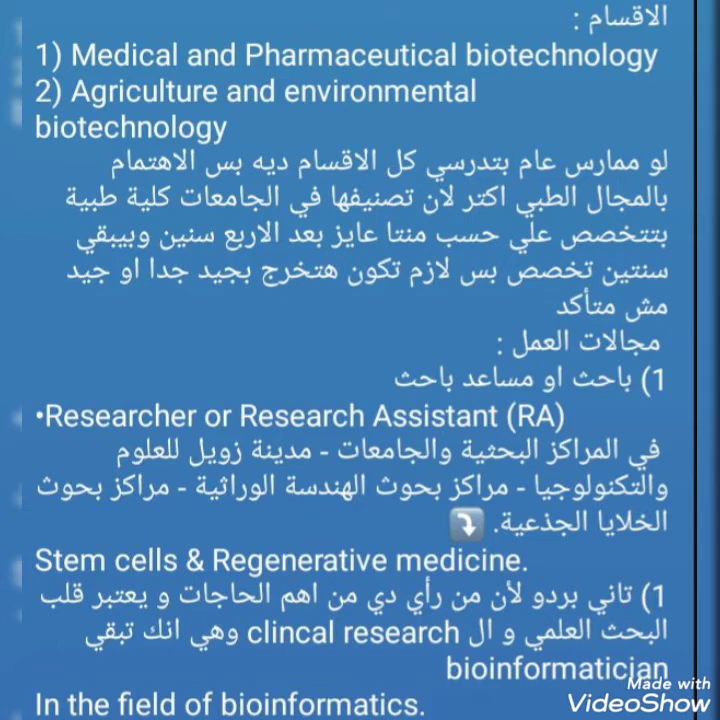 الاقسام :
1) Medical and Pharmaceutical biotechnology
2) Agriculture and environmental
biotechnology
لو ممارس عام بتدرسي كل الاقسام ديه بس الاهتمام
بالمجال الطبي اكتر لان تصنيفها في الجامعات كلية طبية
بتتخصص علي حسب منتا عايز بعد الاربع سنين وبيبقي
سنتين تخصص بس لازم تكون هتخرج بجيد جدا او جيد
مش متأكد
مجالات العمل :
1) باحث او مساعد باحث
•Researcher or Research Assistant (RA)
في المراكز البحثية والجامعات - مدينة زويل للعلوم
والتكنولوجيا - مراكز بحوث الهندسة الوراثية - مراكز بحوث
الخلايا الجذعية. ⤵️
Stem cells & Regenerative medicine.
1) تاني بردو لأن من رأي دي من اهم الحاجات و يعتبر قلب
البحث العلمي و ال clincal research وهي انك تبقي
bioinformatician
In the field of bioinformatics.
Made with
VideoShow